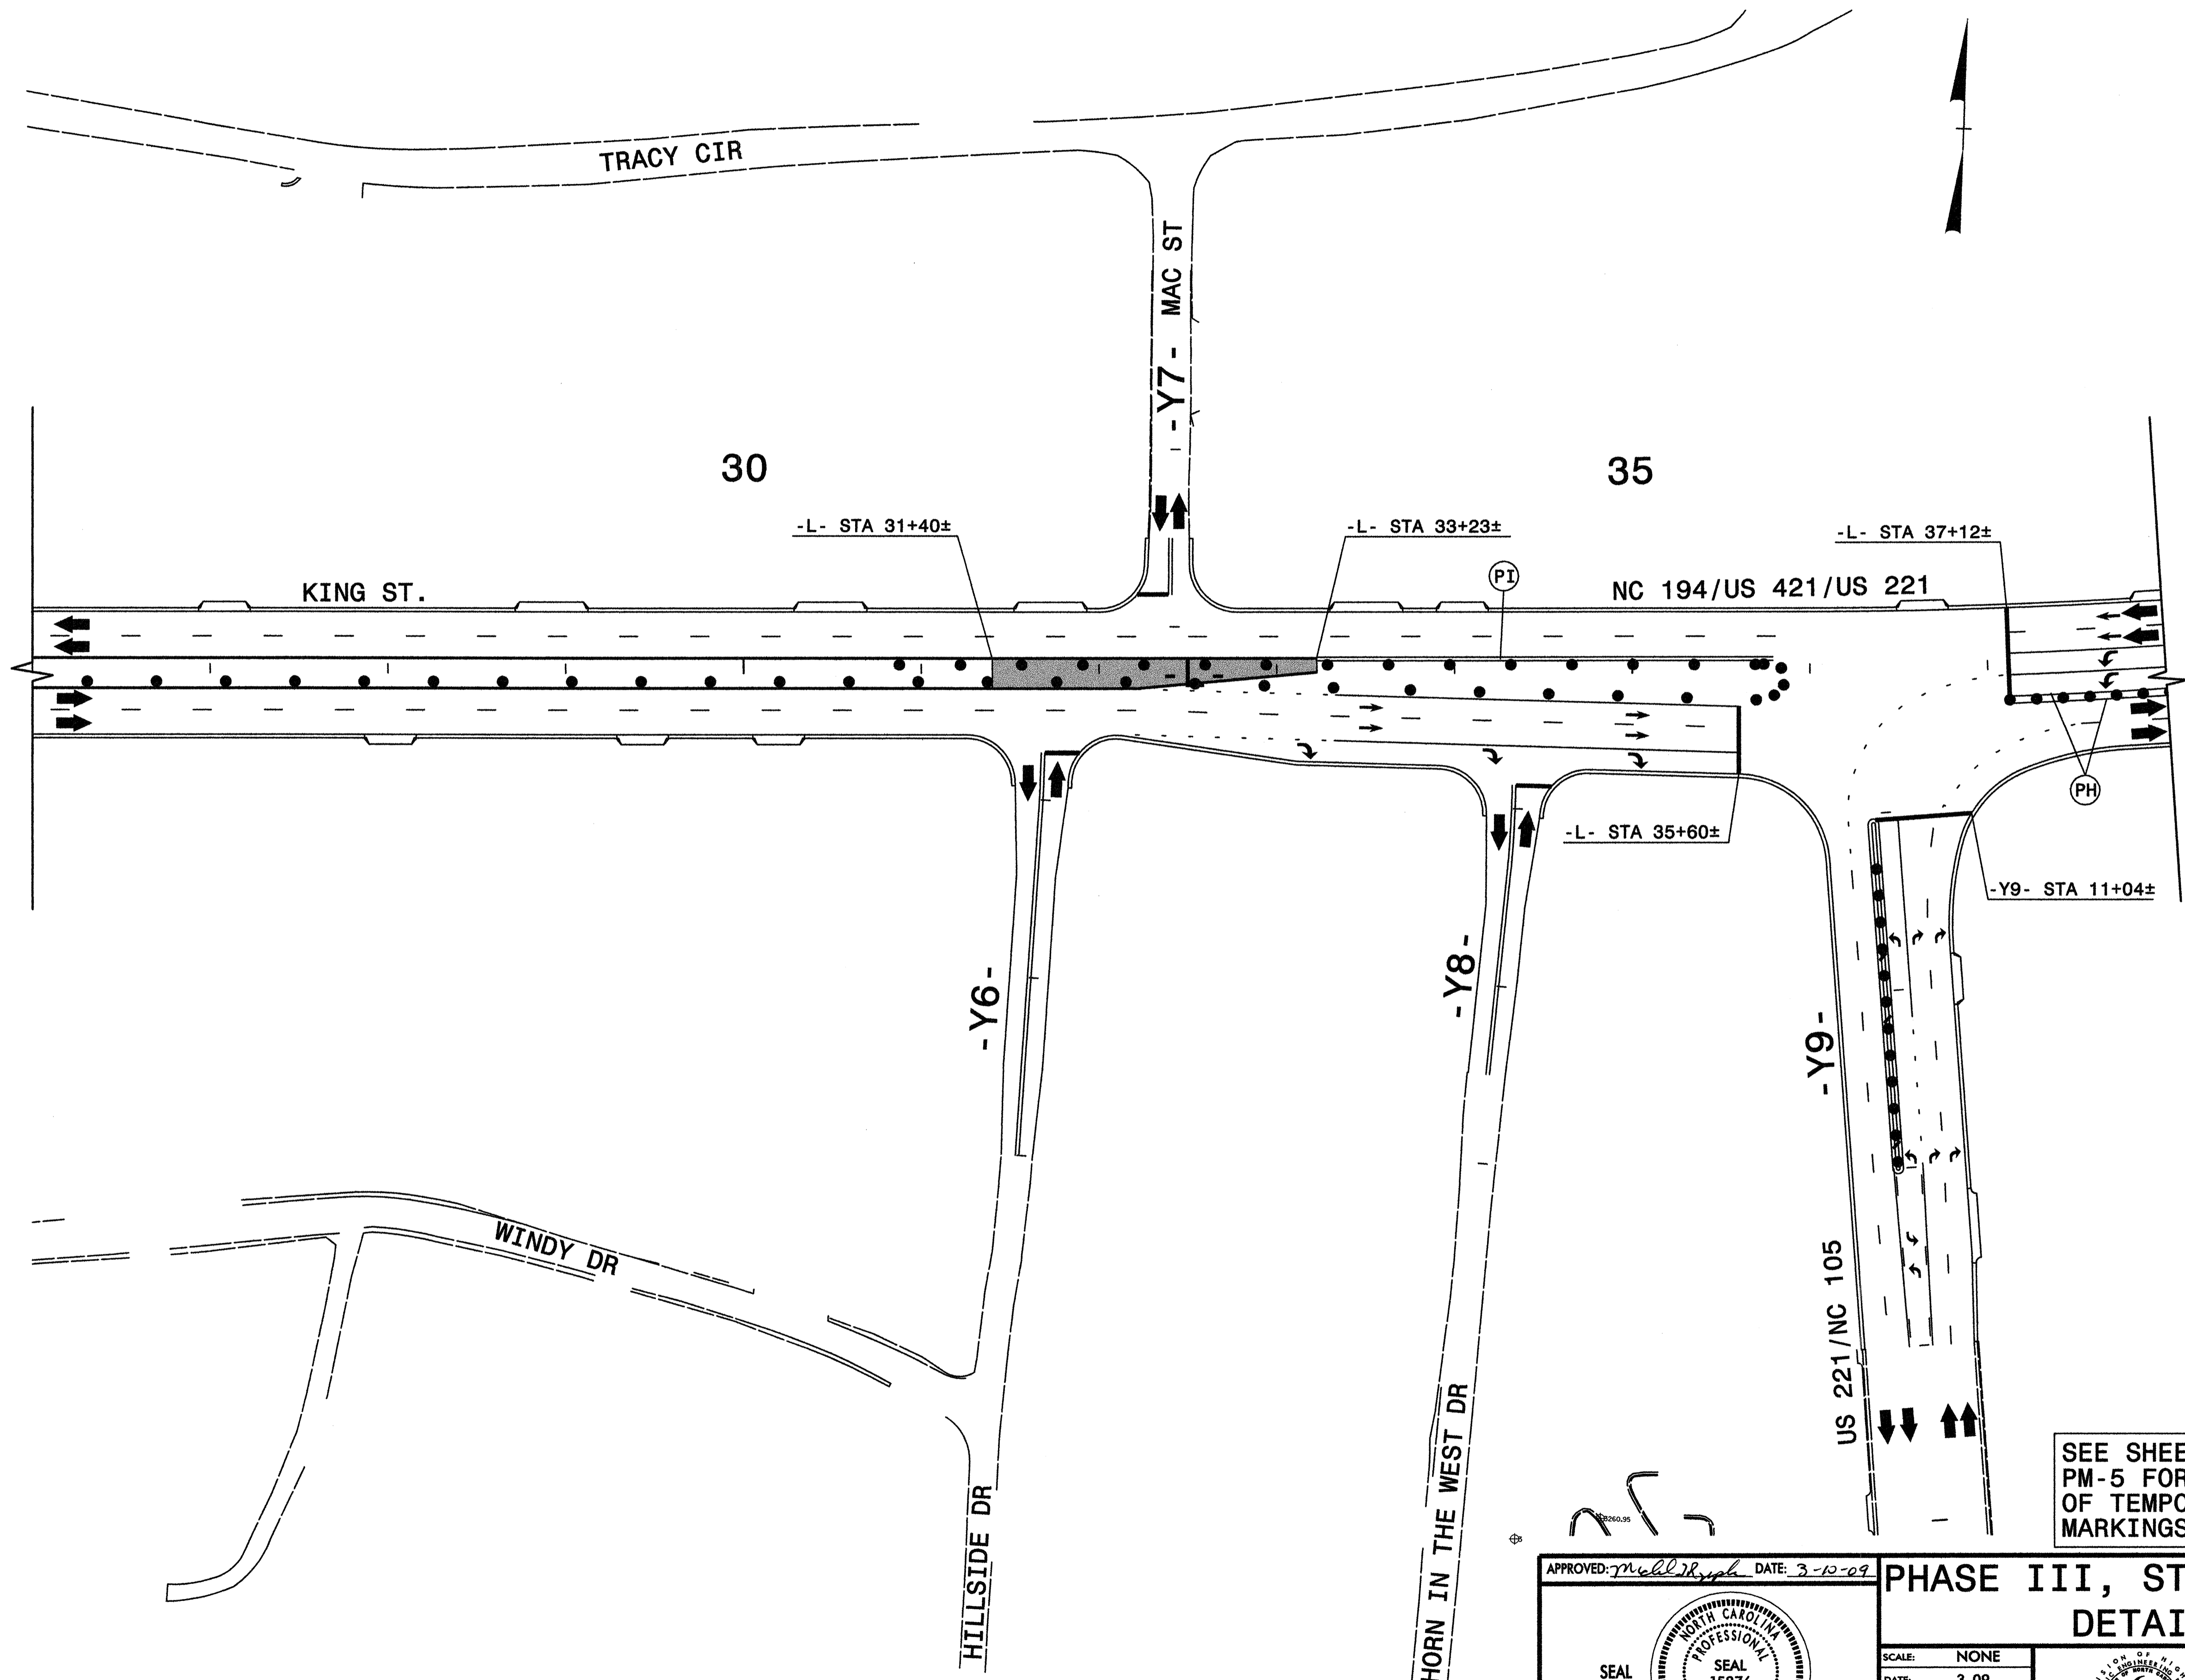 TRACY CIR
-Y7- MAC ST
30
35
-L- STA 31+40±
-L- STA 33+23±
-L- STA 37+12±
PI
KING ST.
NC 194/US 421/US 221
PH
-L- STA 35+60±
-Y9- STA 11+04±
-Y6-
-Y8-
-Y9-
WINDY DR
US 221/NC 105
HILLSIDE DR
HORN IN THE WEST DR
SEE SHEE
PM-5 FOR
OF TEMPO
MARKINGS
APPROVED: DATE: 3-10-09
PHASE III, ST
DETAI
NORTH CAROLINA
PROFESSIONAL
SEAL
SEAL
SCALE: NONE
DATE: 3-09